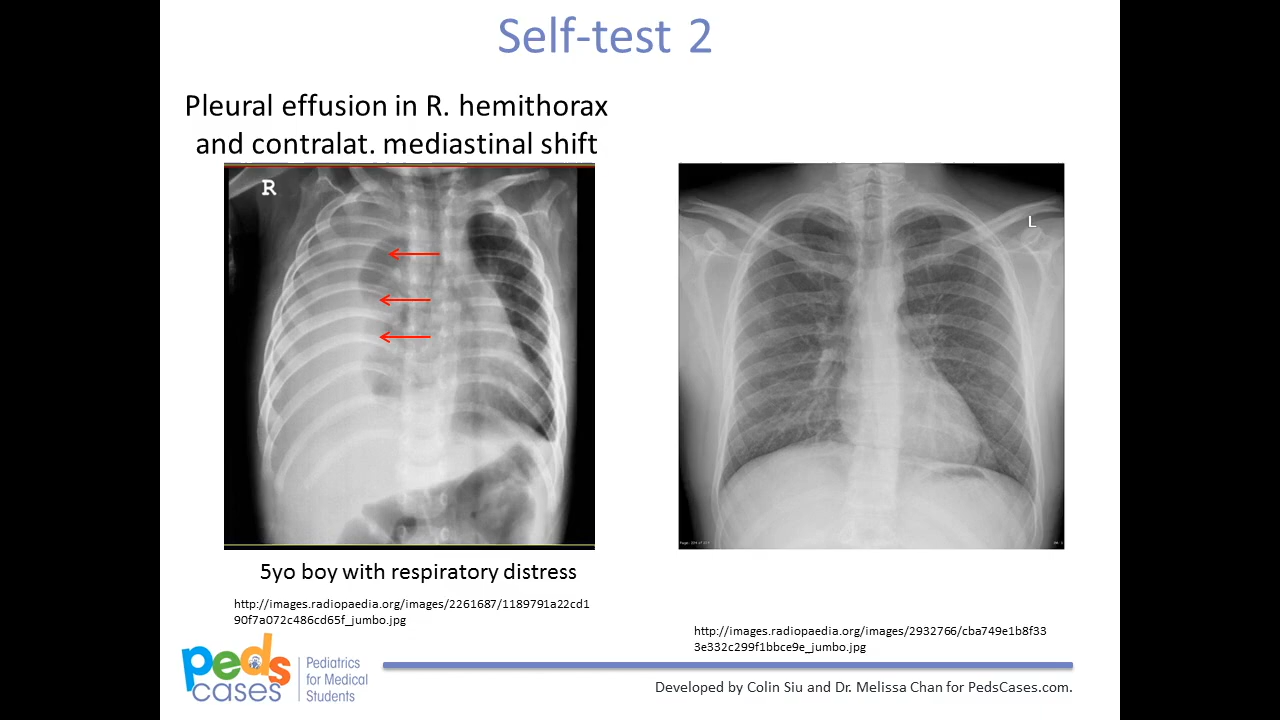 Self-test 2
Pleural effusion in R. hemithorax
and contralat. mediastinal shift
R
L
5yo boy with respiratory distress
http://images.radiopaedia.org/images/2261687/1189791a22cd1
90f7a072c486cd65f_jumbo.jpg
http://images.radiopaedia.org/images/2932766/cba749e1b8f33
3e332c299f1bbce9e_jumbo.jpg
peds
cases
Pediatrics
for Medical
Students
Developed by Colin Siu and Dr. Melissa Chan for PedsCases.com.